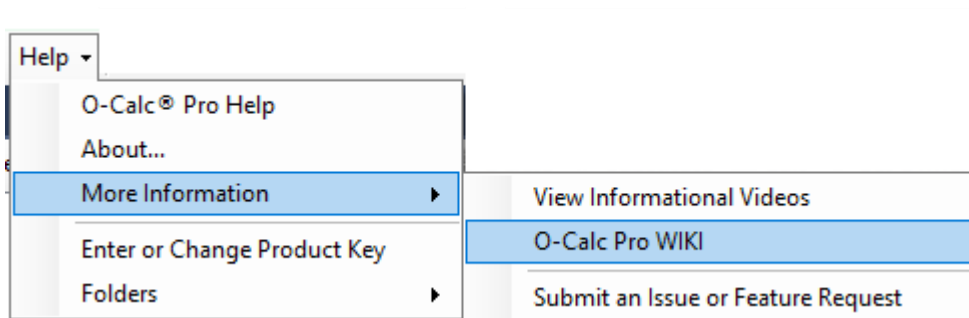 Help
O-Calc® Pro Help
About...
More Information
Enter or Change Product Key
Folders
View Informational Videos
O-Calc Pro WIKI
Submit an Issue or Feature Request